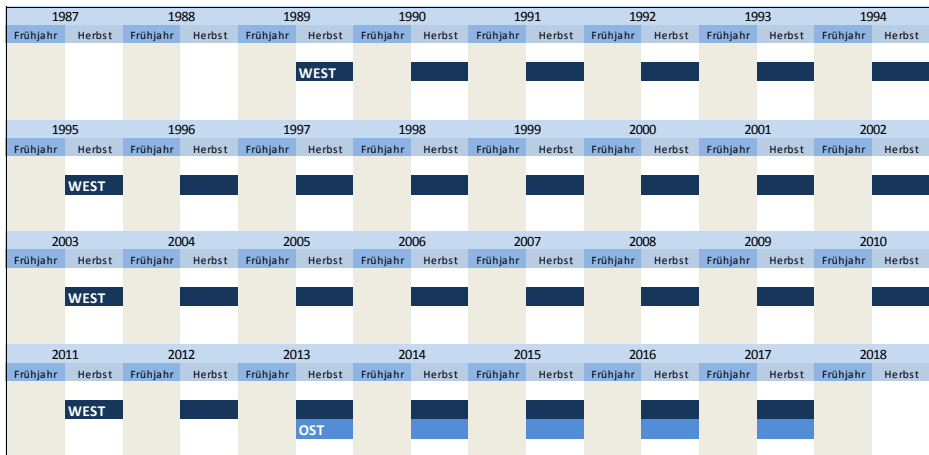 1987 1988 1989 1990 1991 1992 1993 1994
Frühjahr Herbst Frühjahr Herbst Frühjahr Herbst Frühjahr Herbst Frühjahr Herbst Frühjahr Herbst Frühjahr Herbst Frühjahr Herbst
WEST
1995 1996 1997 1998 1999 2000 2001 2002
Frühjahr Herbst Frühjahr Herbst Frühjahr Herbst Frühjahr Herbst Frühjahr Herbst Frühjahr Herbst Frühjahr Herbst Frühjahr Herbst
WEST
2003 2004 2005 2006 2007 2008 2009 2010
Frühjahr Herbst Frühjahr Herbst Frühjahr Herbst Frühjahr Herbst Frühjahr Herbst Frühjahr Herbst Frühjahr Herbst Frühjahr Herbst
WEST
2011 2012 2013 2014 2015 2016 2017 2018
Frühjahr Herbst Frühjahr Herbst Frühjahr Herbst Frühjahr Herbst Frühjahr Herbst Frühjahr Herbst Frühjahr Herbst Frühjahr Herbst
WEST
OST